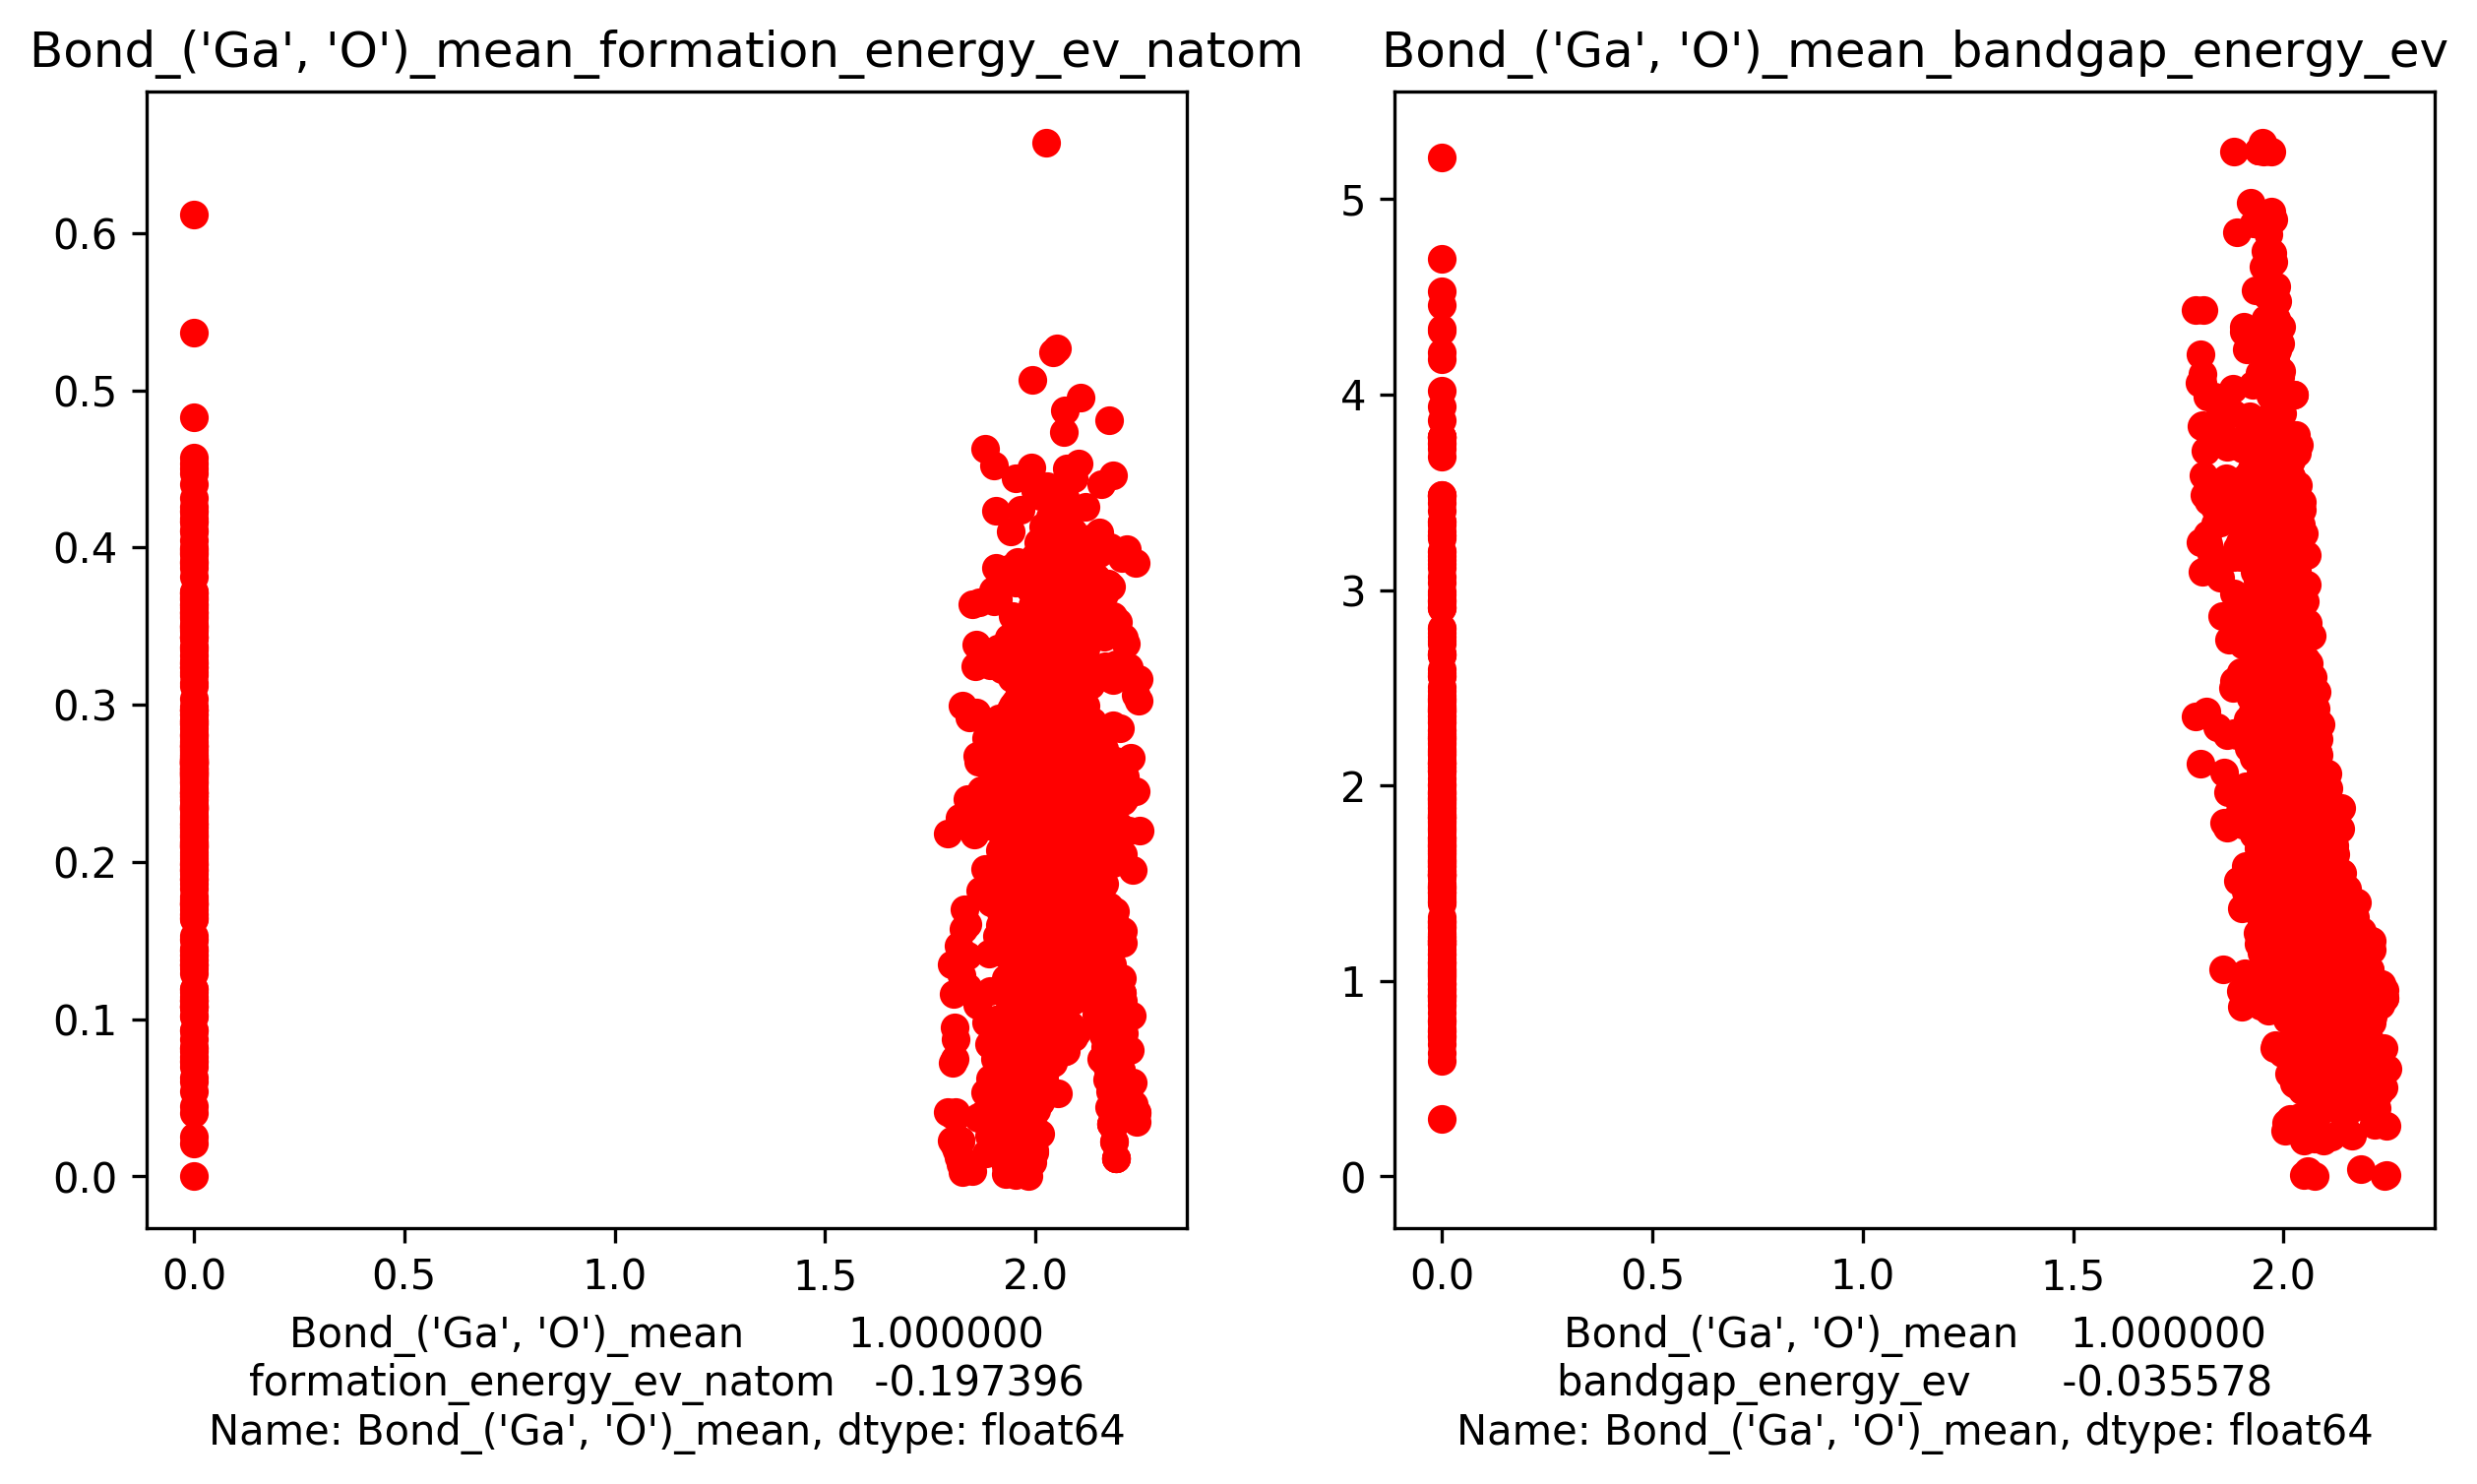 Bond_('Ga', 'O')_mean_formation_energy_ev_natom
0.6
0.5
0.4
0.3
0.2
0.1
0.0
0.0 0.5 1.0 1.5 2.0
Bond_('Ga', 'O')_mean 1.000000
formation_energy_ev_natom -0.197396
Name: Bond_('Ga', 'O')_mean, dtype: float64
Bond_('Ga', 'O')_mean_bandgap_energy_ev
5
4
3
2
1
0
0.0 0.5 1.0 1.5 2.0
Bond_('Ga', 'O')_mean 1.000000
bandgap_energy_ev -0.035578
Name: Bond_('Ga', 'O')_mean, dtype: float64